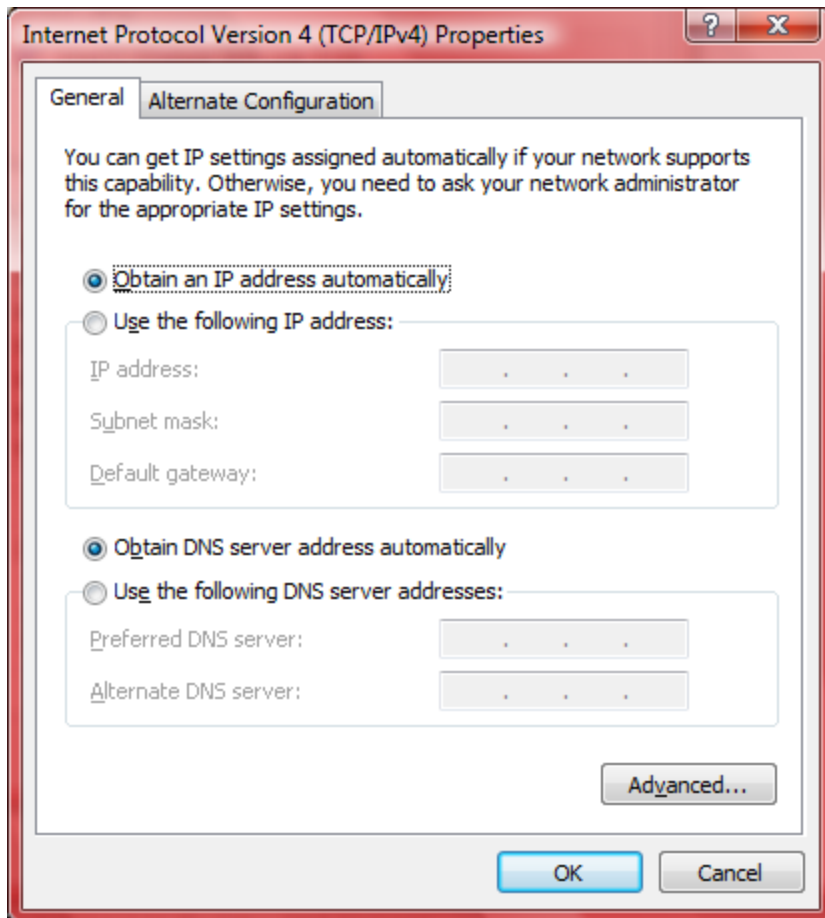 Internet Protocol Version 4 (TCP/IPv4) Properties
General
Alternate Configuration
You can get IP settings assigned automatically if your network supports
this capability. Otherwise, you need to ask your network administrator
for the appropriate IP settings.
Obtain an IP address automatically
Use the following IP address:
IP address:
Subnet mask:
Default gateway:
Obtain DNS server address automatically
Use the following DNS server addresses:
Preferred DNS server:
Alternate DNS server:
Advanced...
OK
Cancel